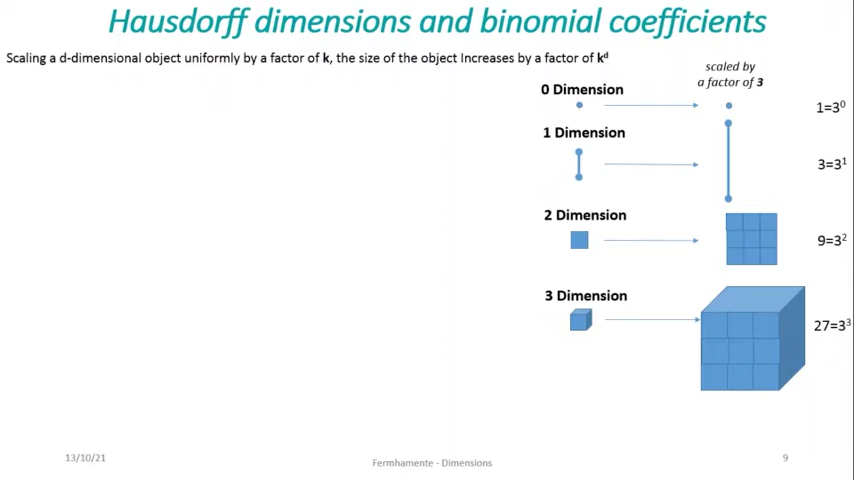 Hausdorff dimensions and binomial coefficients
Scaling a d-dimensional object uniformly by a factor of k, the size of the object Increases by a factor of kᵈ
scaled by
a factor of 3
0 Dimension
1=3⁰
1 Dimension
3=3¹
2 Dimension
9=3²
3 Dimension
27=3³
13/10/21
Fermhamente - Dimensions
9